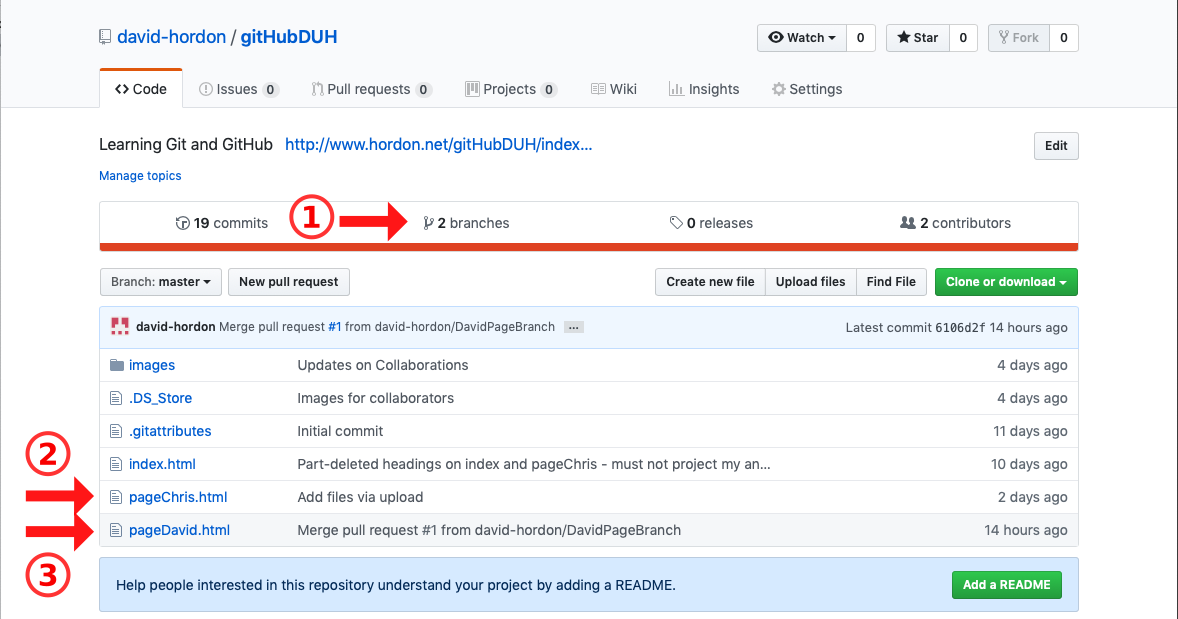 david-hordon / gitHubDUH
Watch 0 Star 0 Fork 0
Code Issues 0 Pull requests 0 Projects 0 Wiki Insights Settings
Learning Git and GitHub http://www.hordon.net/gitHubDUH/index... Edit
Manage topics
19 commits 1 2 branches 0 releases 2 contributors
Branch: master New pull request Create new file Upload files Find File Clone or download
david-hordon Merge pull request #1 from david-hordon/DavidPageBranch ... Latest commit 6106d2f 14 hours ago
images Updates on Collaborations 4 days ago
.DS_Store Images for collaborators 4 days ago
.gitattributes Initial commit 11 days ago
2
index.html Part-deleted headings on index and pageChris - must not project my an... 10 days ago
pageChris.html Add files via upload 2 days ago
pageDavid.html Merge pull request #1 from david-hordon/DavidPageBranch 14 hours ago
3
Help people interested in this repository understand your project by adding a README. Add a README